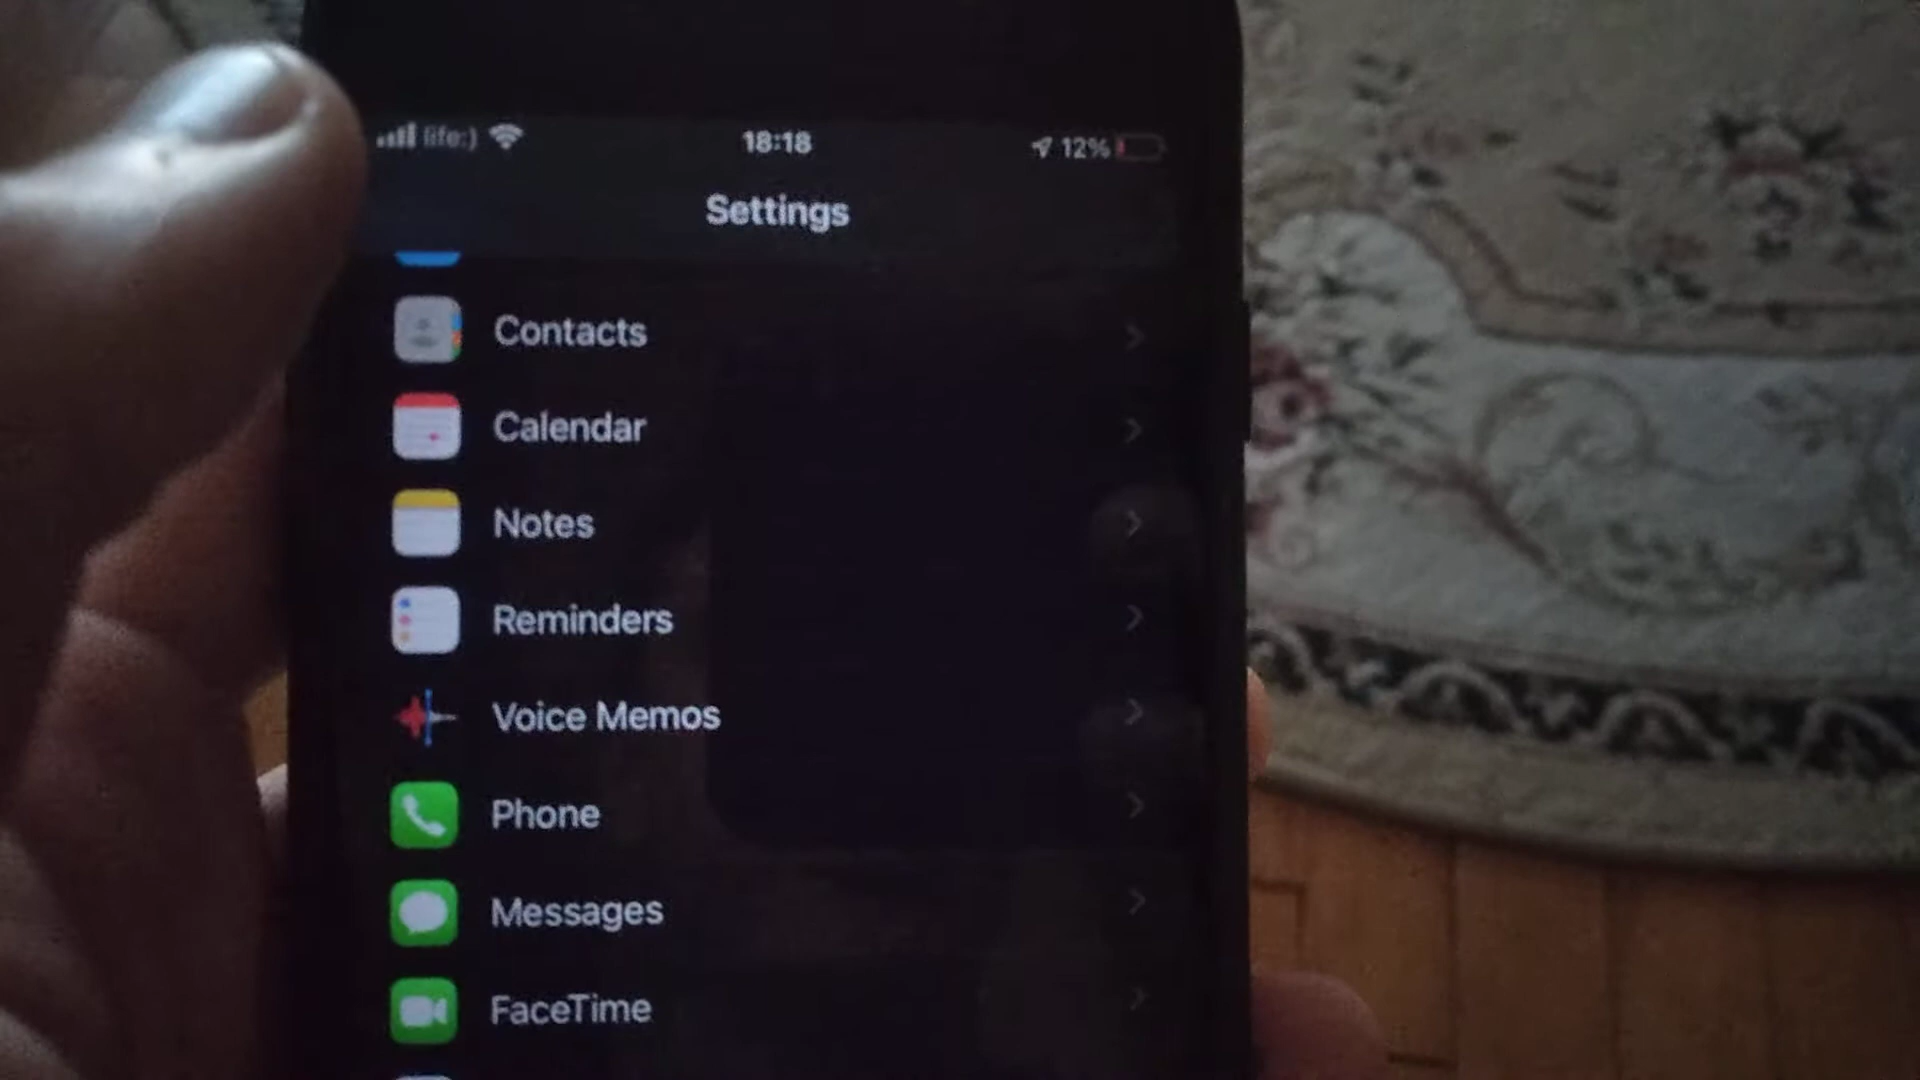 life:) 18:18 12%
Settings
Contacts
Calendar
Notes
Reminders
Voice Memos
Phone
Messages
FaceTime